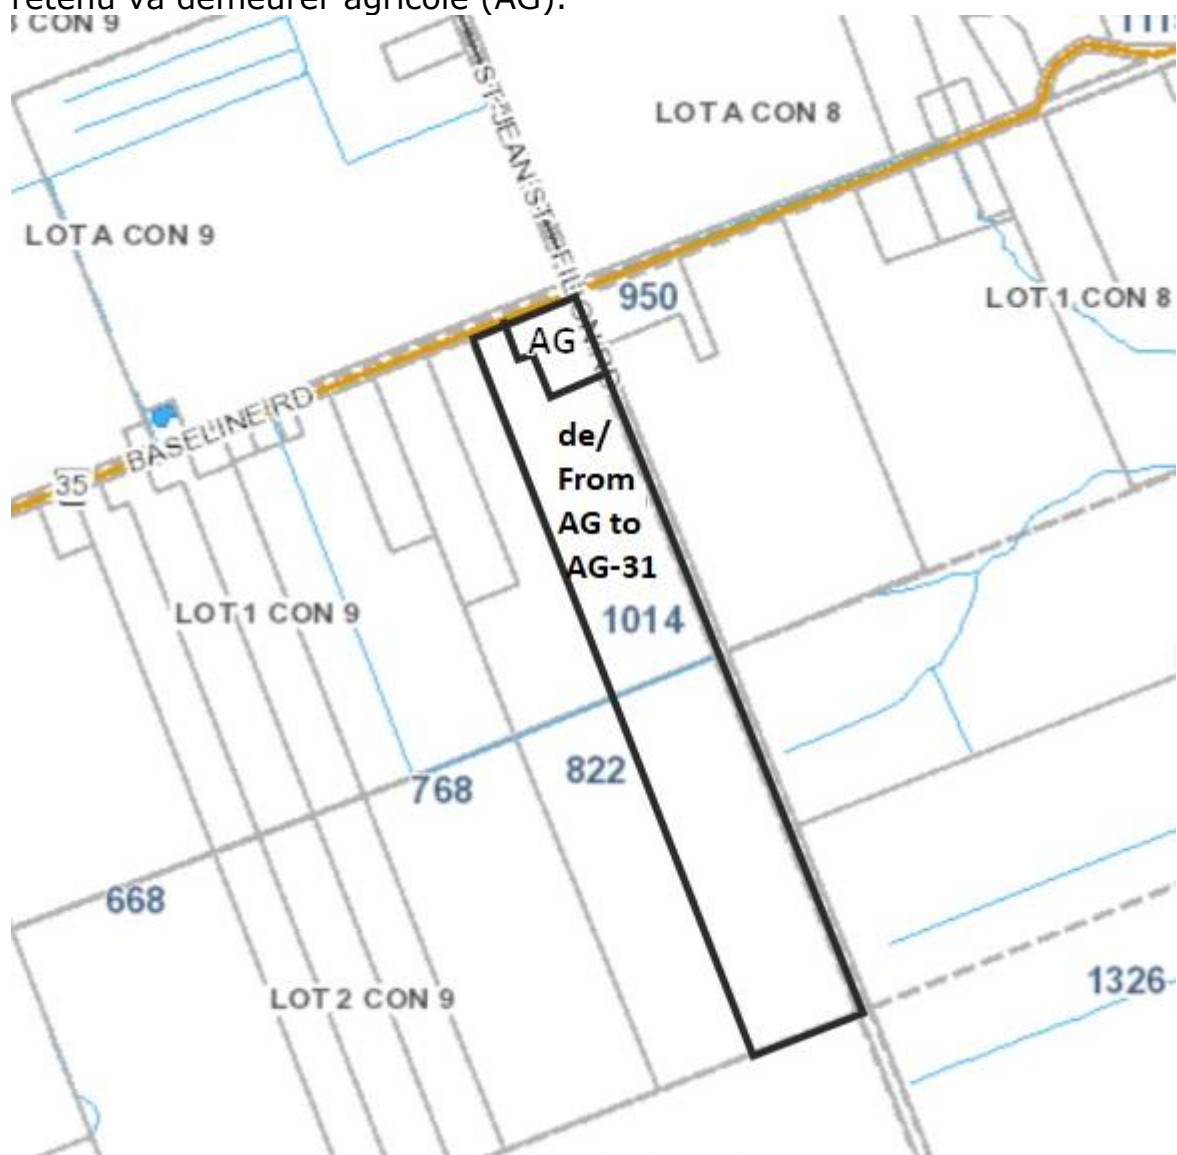 retenu va demeurer agricole (AG).
CON 9
LOT A CON 8
LOT A CON 9
950
LOT 1 CON 8
AG
BASELINE RD
35
de/
From
AG to
AG-31
LOT 1 CON 9
1014
822
768
668
1326
LOT 2 CON 9